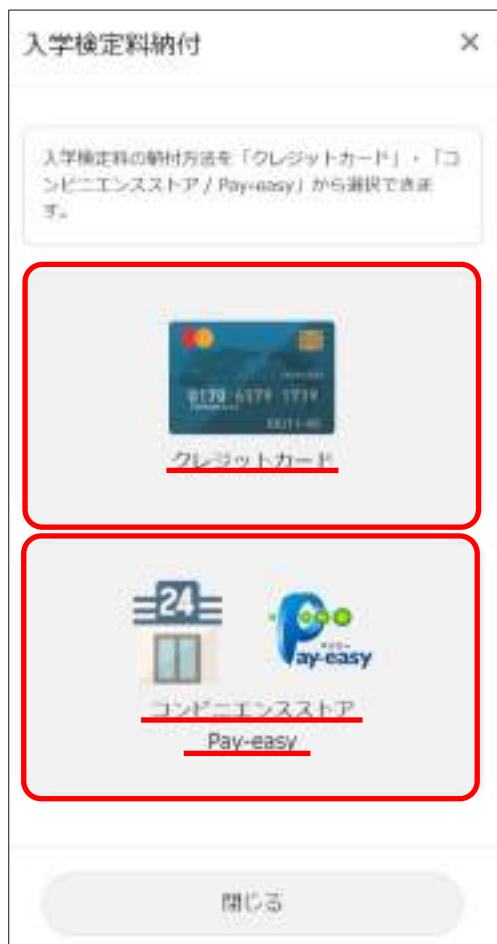 入学検定料納付 ×
入学検定料の納付方法を「クレジットカード」・「コ
ンビニエンスストア / Pay-easy」から選択できま
す。
クレジットカード
24
Pay-easy
コンビニエンスストア
Pay-easy
閉じる